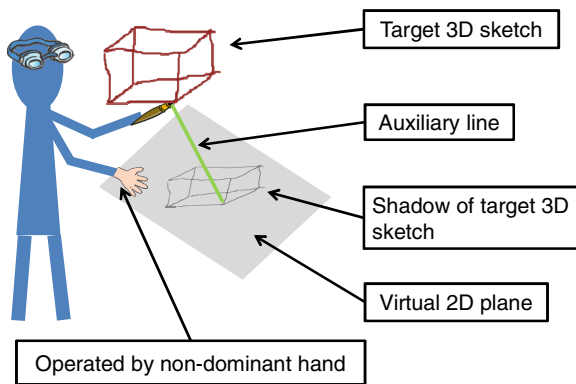 Target 3D sketch
Auxiliary line
Shadow of target 3D
sketch
Virtual 2D plane
Operated by non-dominant hand